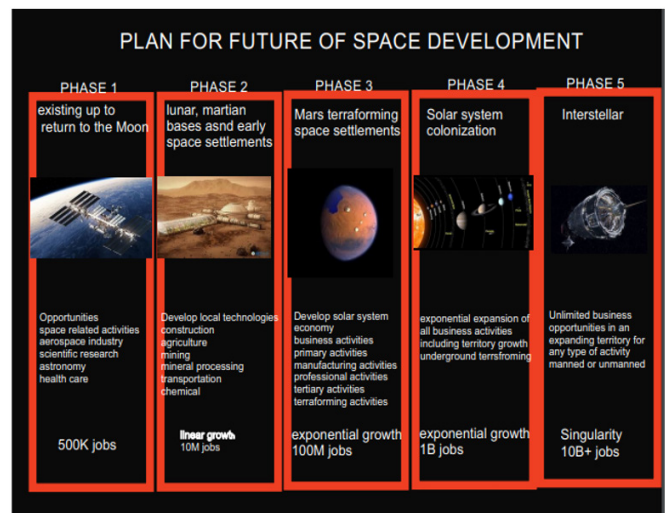 PLAN FOR FUTURE OF SPACE DEVELOPMENT
PHASE 1
existing up to
return to the Moon
Opportunities
space related activities
aerospace industry
scientific research
astronomy
health care
500K jobs
PHASE 2
lunar, martian
bases asnd early
space settlements
Develop local technologies
construction
agriculture
mining
mineral processing
transportation
chemical
linear growth
10M jobs
PHASE 3
Mars terraforming
space settlements
Develop solar system
economy
business activities
primary activities
manufacturing activities
professional activities
tertiary activities
terraforming activities
exponential growth
100M jobs
PHASE 4
Solar system
colonization
exponential expansion of
all business activities
including territory growth
underground terrsfroming
exponential growth
1B jobs
PHASE 5
Interstellar
Unlimited business
opportunities in an
expanding territory for
any type of activity
manned or unmanned
Singularity
10B+ jobs